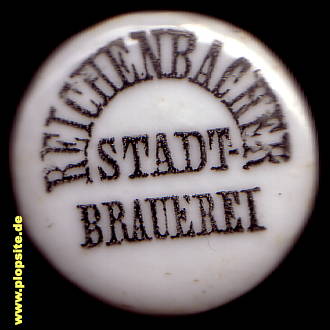 REICHENBACHER
STADT-
BRAUEREI
www.plopsite.de